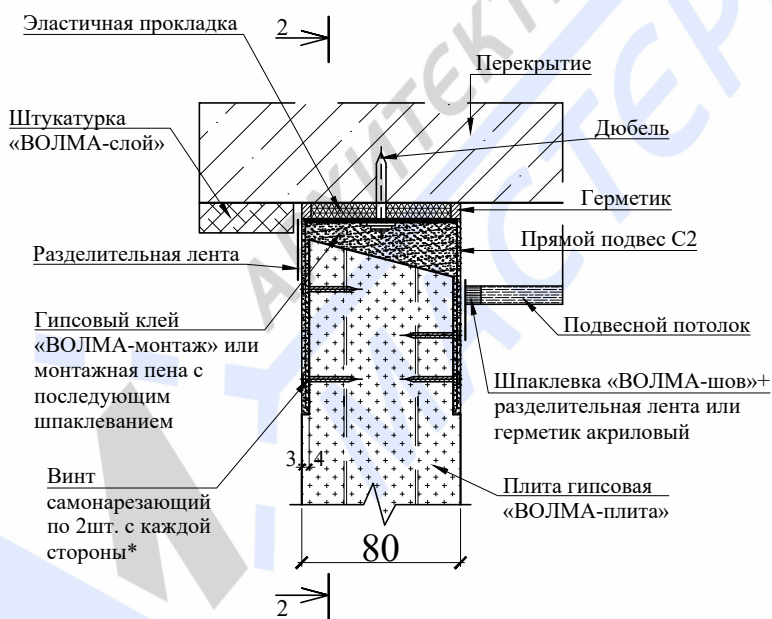 Эластичная прокладка
2
Перекрытие
Штукатурка
«ВОЛМА-слой»
Дюбель
Герметик
Прямой подвес С2
Разделительная лента
Гипсовый клей
«ВОЛМА-монтаж» или
монтажная пена с
последующим
шпаклеванием
Подвесной потолок
Шпаклевка «ВОЛМА-шов»+
разделительная лента или
герметик акриловый
3 4
Винт
самонарезающий
по 2шт. с каждой
стороны*
Плита гипсовая
«ВОЛМА-плита»
80
2